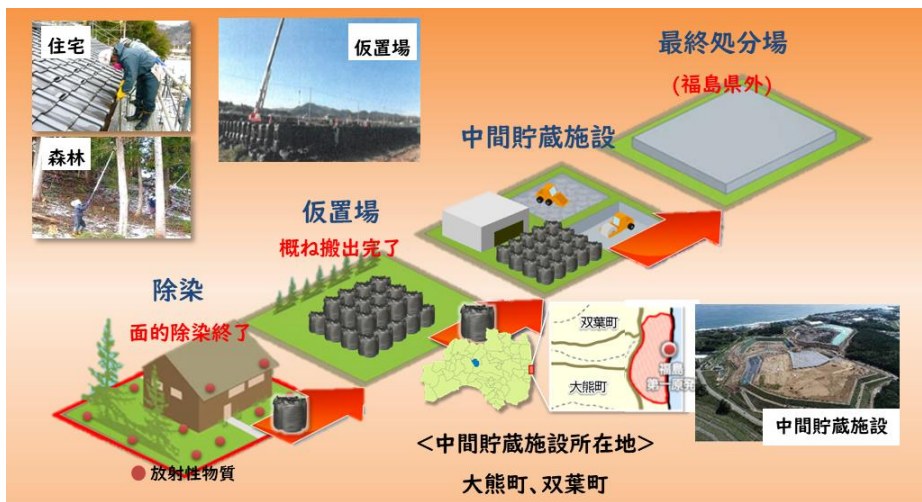 住宅
仮置場
森林
最終処分場
(福島県外)
中間貯蔵施設
仮置場
概ね搬出完了
除染
面的除染終了
双葉町
大熊町
福島
第一原発
中間貯蔵施設
<中間貯蔵施設所在地>
大熊町、双葉町
放射性物質